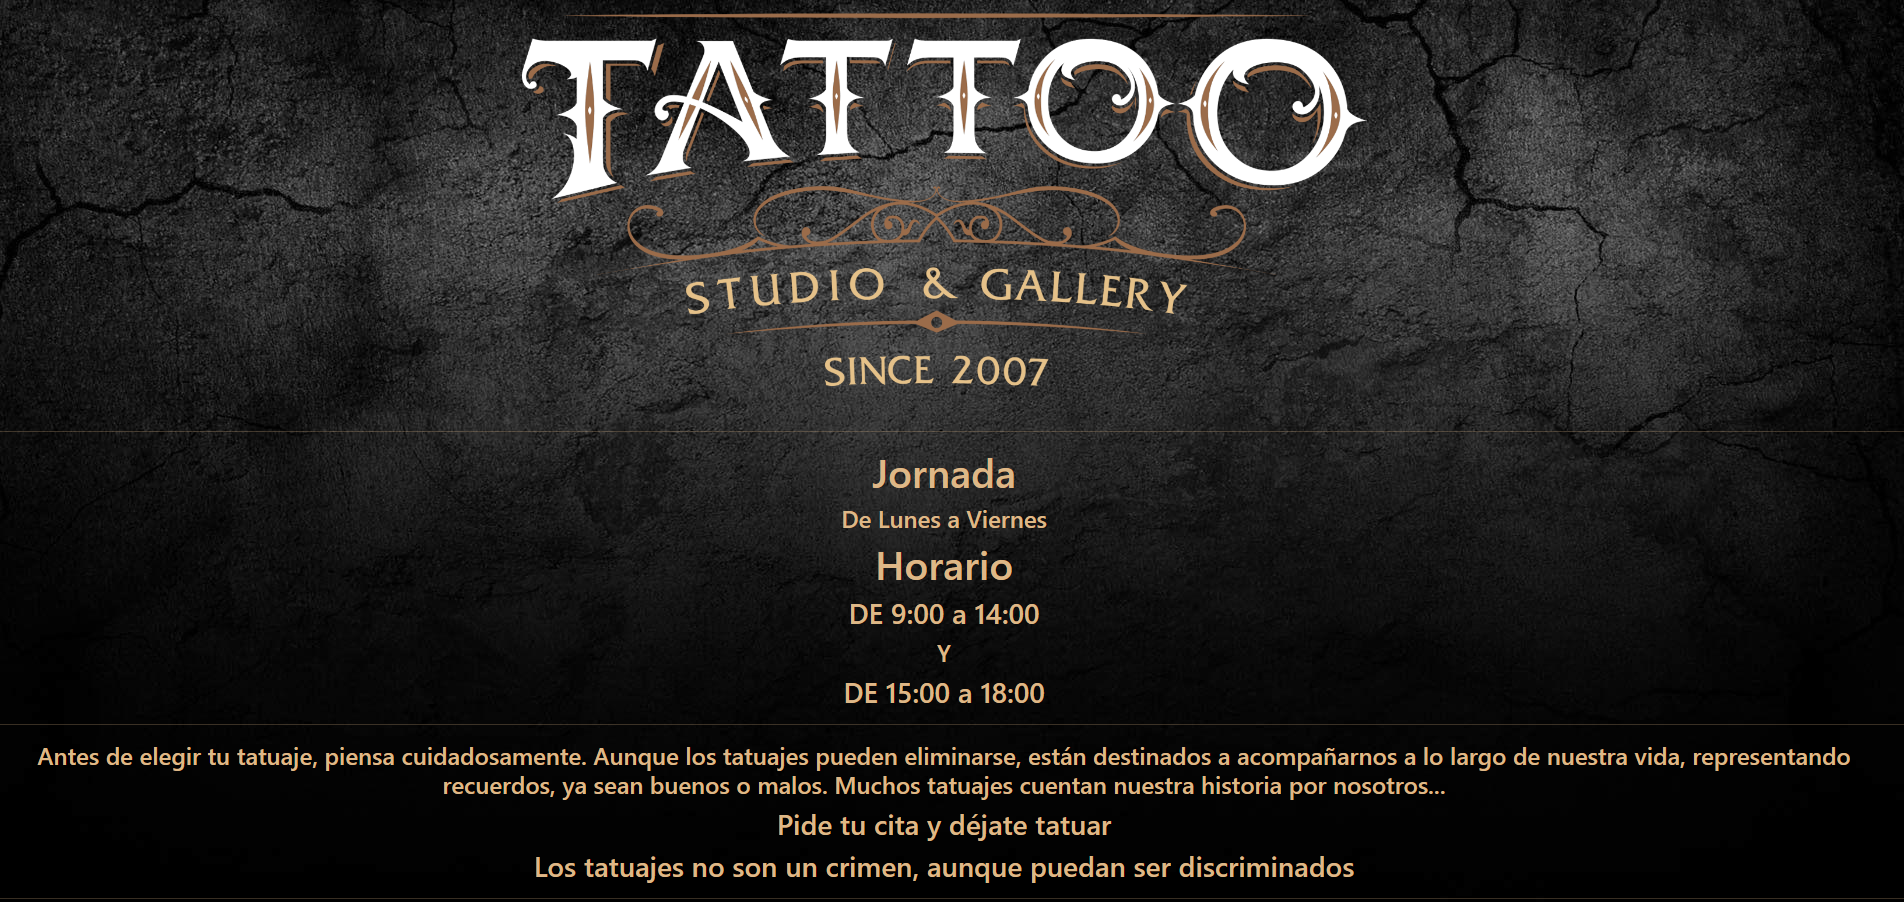 TATTOO
STUDIO & GALLERY
SINCE 2007
Jornada
De Lunes a Viernes
Horario
DE 9:00 a 14:00
Y
DE 15:00 a 18:00
Antes de elegir tu tatuaje, piensa cuidadosamente. Aunque los tatuajes pueden eliminarse, están destinados a acompañarnos a lo largo de nuestra vida, representando
recuerdos, ya sean buenos o malos. Muchos tatuajes cuentan nuestra historia por nosotros...
Pide tu cita y déjate tatuar
Los tatuajes no son un crimen, aunque puedan ser discriminados